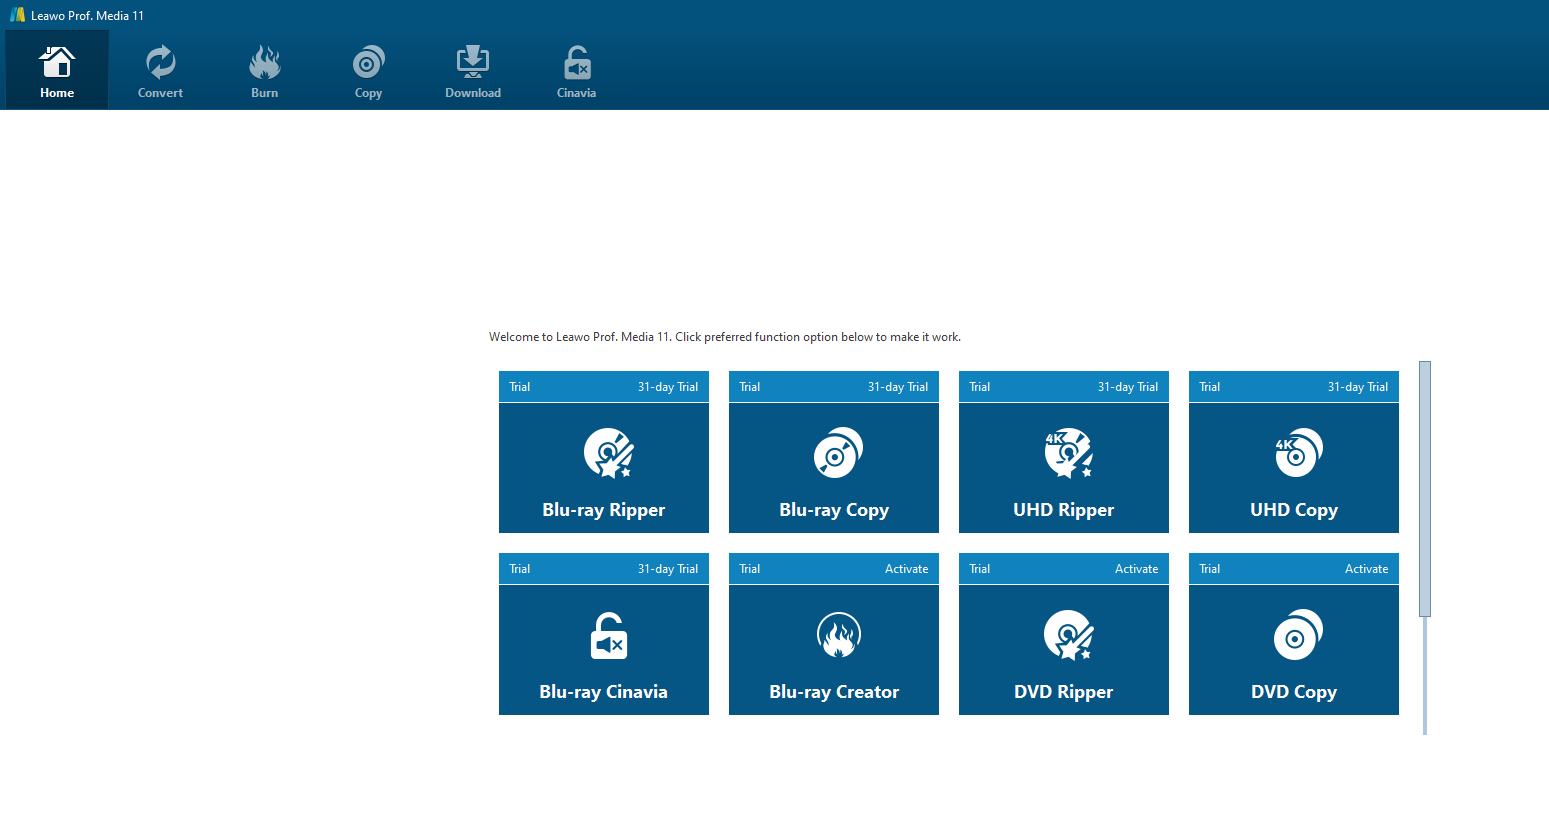 Leawo Prof. Media 11
Home Convert Burn Copy Download Cinavia
Welcome to Leawo Prof. Media 11. Click preferred function option below to make it work.
Trial 31-day Trial Trial 31-day Trial Trial 31-day Trial Trial 31-day Trial
4K 4K
Blu-ray Ripper Blu-ray Copy UHD Ripper UHD Copy
Trial 31-day Trial Trial Activate Trial Activate Trial Activate
Blu-ray Cinavia Blu-ray Creator DVD Ripper DVD Copy